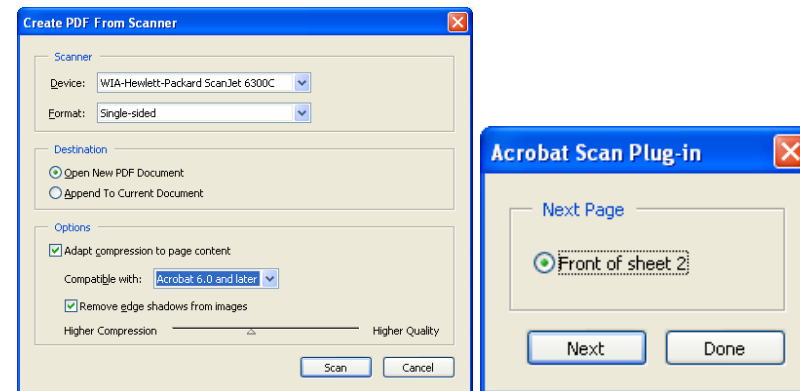 Create PDF From Scanner
Scanner
Device: WIA-Hewlett-Packard ScanJet 6300C
Format: Single-sided
Destination
Open New PDF Document
Append To Current Document
Options
Adapt compression to page content
Compatible with: Acrobat 6.0 and later
Remove edge shadows from images
Higher Compression Higher Quality
Scan Cancel
Acrobat Scan Plug-in
Next Page
Front of sheet 2
Next Done